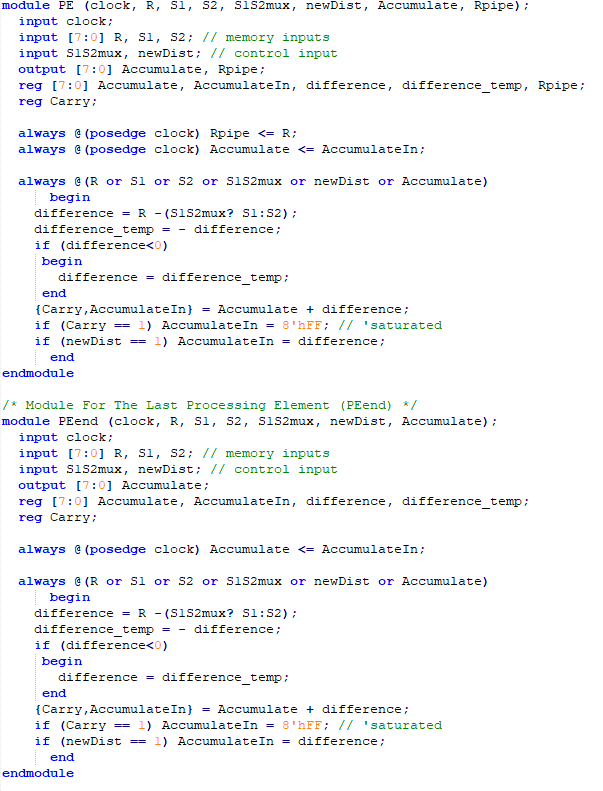 module PE (clock, R, S1, S2, S1S2mux, newDist, Accumulate, Rpipe);
input clock;
input [7:0] R, S1, S2; // memory inputs
input S1S2mux, newDist; // control input
output [7:0] Accumulate, Rpipe;
reg [7:0] Accumulate, AccumulateIn, difference, difference_temp, Rpipe;
reg Carry;
always @(posedge clock) Rpipe <= R;
always @(posedge clock) Accumulate <= AccumulateIn;
always @(R or S1 or S2 or S1S2mux or newDist or Accumulate)
begin
difference = R -(S1S2mux? S1:S2);
difference_temp = - difference;
if (difference<0)
begin
difference = difference_temp;
end
{Carry,AccumulateIn} = Accumulate + difference;
if (Carry == 1) AccumulateIn = 8'hFF; // 'saturated
if (newDist == 1) AccumulateIn = difference;
end
endmodule
/* Module For The Last Processing Element (PEend) */
module PEend (clock, R, S1, S2, S1S2mux, newDist, Accumulate);
input clock;
input [7:0] R, S1, S2; // memory inputs
input S1S2mux, newDist; // control input
output [7:0] Accumulate;
reg [7:0] Accumulate, AccumulateIn, difference, difference_temp;
reg Carry;
always @(posedge clock) Accumulate <= AccumulateIn;
always @(R or S1 or S2 or S1S2mux or newDist or Accumulate)
begin
difference = R -(S1S2mux? S1:S2);
difference_temp = - difference;
if (difference<0)
begin
difference = difference_temp;
end
{Carry,AccumulateIn} = Accumulate + difference;
if (Carry == 1) AccumulateIn = 8'hFF; // 'saturated
if (newDist == 1) AccumulateIn = difference;
end
endmodule